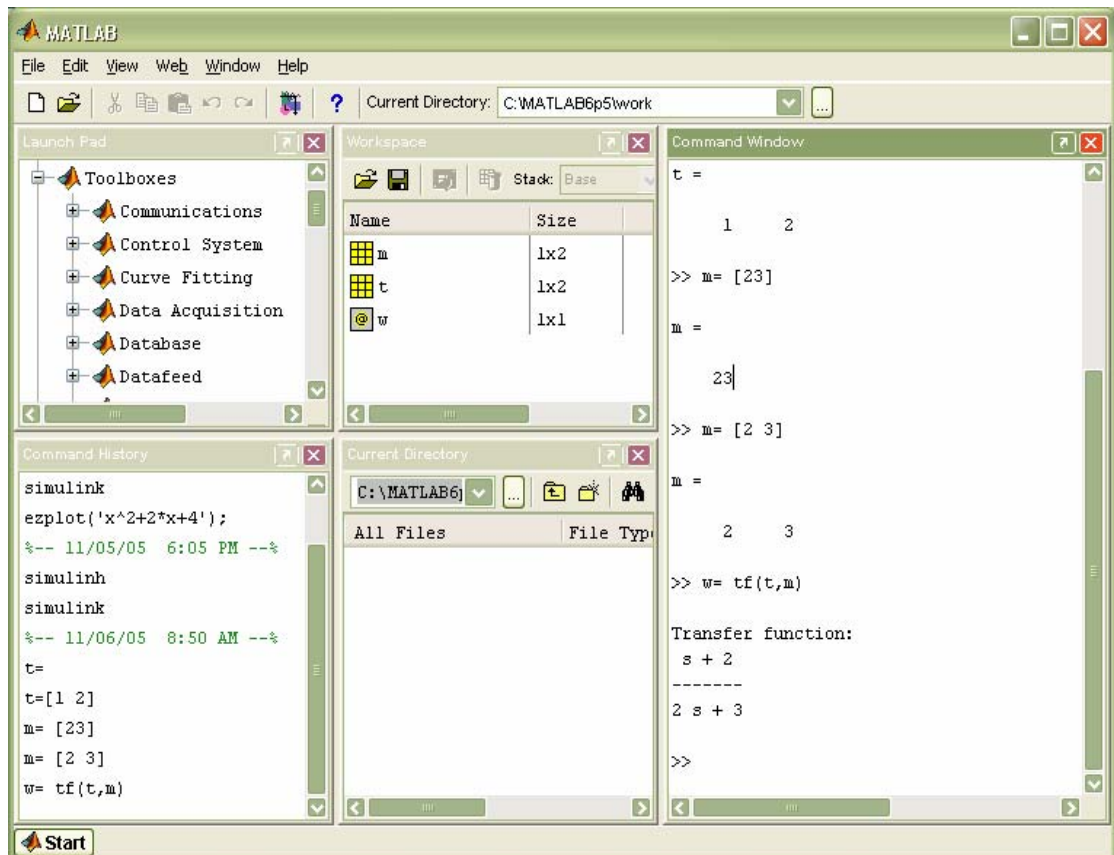 MATLAB
File Edit View Web Window Help
? Current Directory: C:\MATLAB6p5\work ...
Launch Pad
Toolboxes
Communications
Control System
Curve Fitting
Data Acquisition
Database
Datafeed
Workspace
Stack: Base
Name Size
m 1x2
t 1x2
w 1x1
Command History
simulink
ezplot('x^2+2*x+4');
%-- 11/05/05 6:05 PM --%
simulinh
simulink
%-- 11/06/05 8:50 AM --%
t=
t=[1 2]
m= [23]
m= [2 3]
w= tf(t,m)
Current Directory
C:\MATLAB6p ...
All Files File Type
Command Window
t =
1 2
>> m= [23]
m =
23
>> m= [2 3]
m =
2 3
>> w= tf(t,m)
Transfer function:
s + 2
-------
2 s + 3
>>
Start